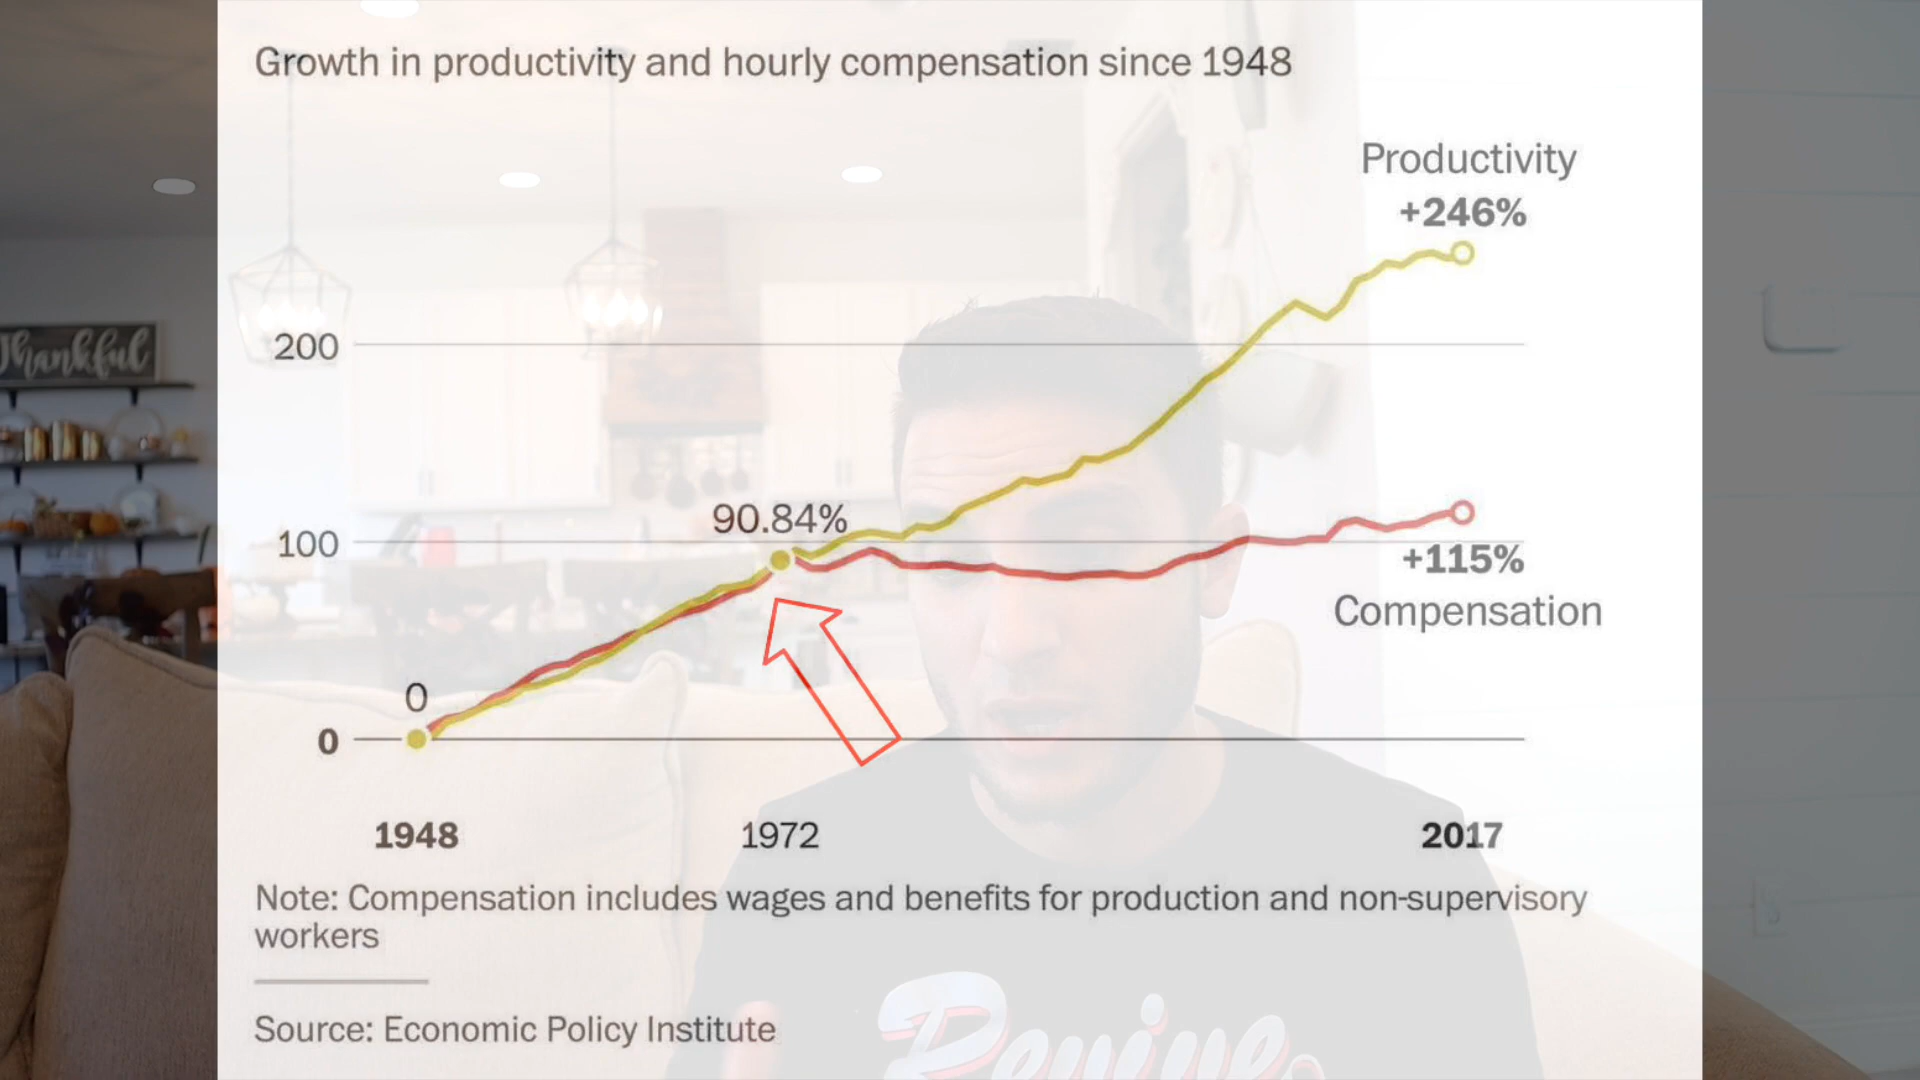 Growth in productivity and hourly compensation since 1948
Productivity
+246%
200
Thankful
90.84%
100
+115%
Compensation
0
0
1948
1972
2017
Note: Compensation includes wages and benefits for production and non-supervisory
workers
Source: Economic Policy Institute